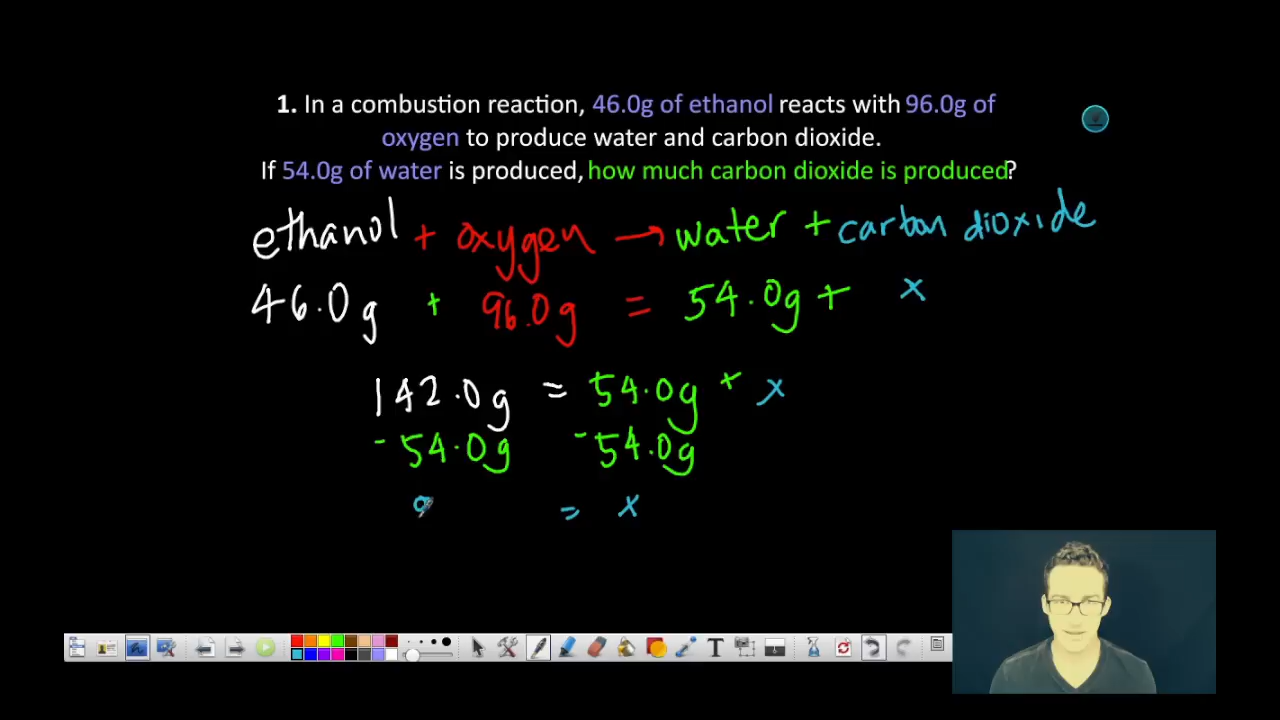 1. In a combustion reaction, 46.0g of ethanol reacts with 96.0g of
oxygen to produce water and carbon dioxide.
If 54.0g of water is produced, how much carbon dioxide is produced?
ethanol + oxygen → water + carbon dioxide
46.0g + 96.0g = 54.0g + x
142.0g = 54.0g + x
-54.0g -54.0g
= x
T